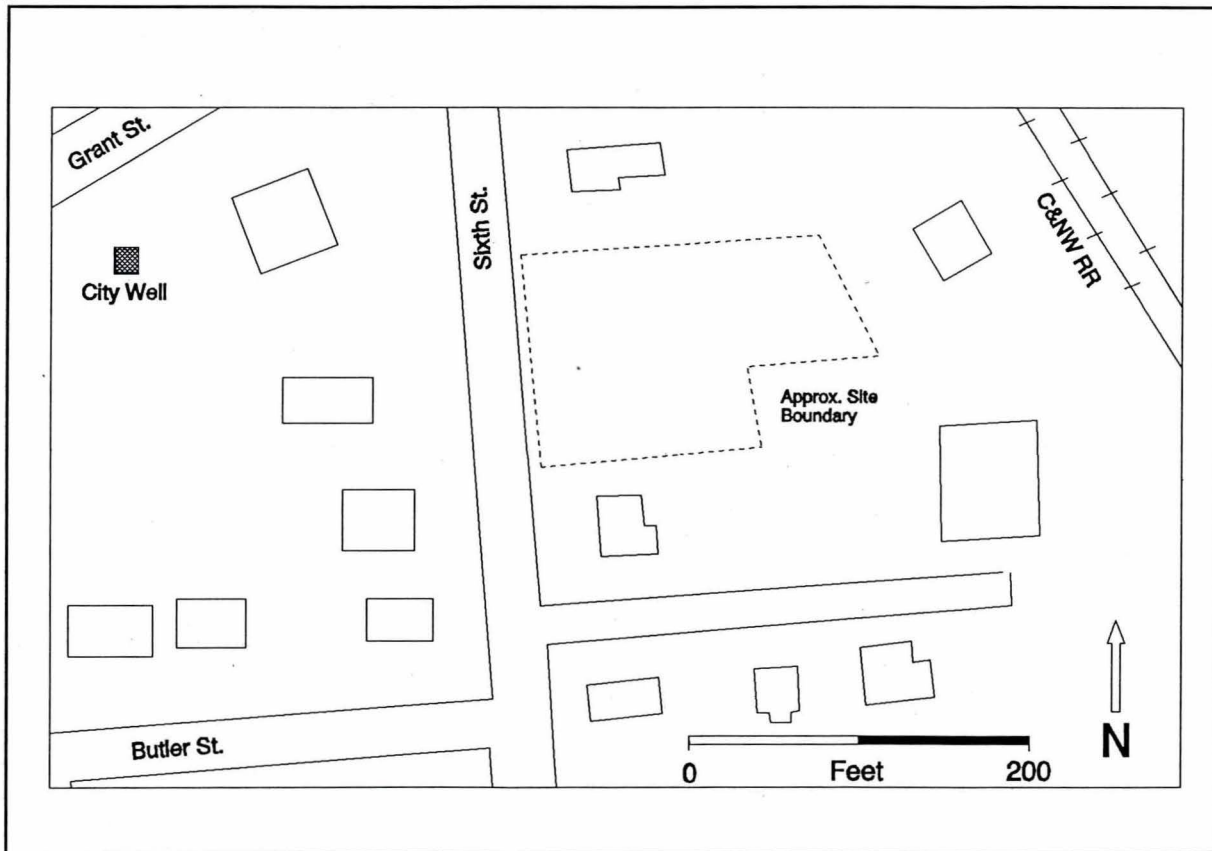 Grant St.
City Well
Sixth St.
C&NW RR
Approx. Site
Boundary
Butler St.
0 Feet 200
N